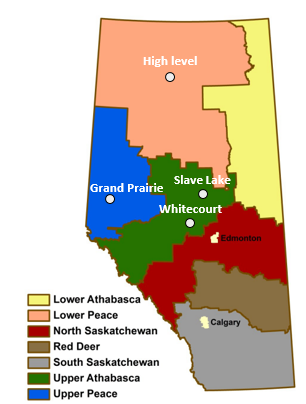 High level
Slave Lake
Grand Prairie
Whitecourt
Edmonton
Calgary
Lower Athabasca
Lower Peace
North Saskatchewan
Red Deer
South Saskatchewan
Upper Athabasca
Upper Peace